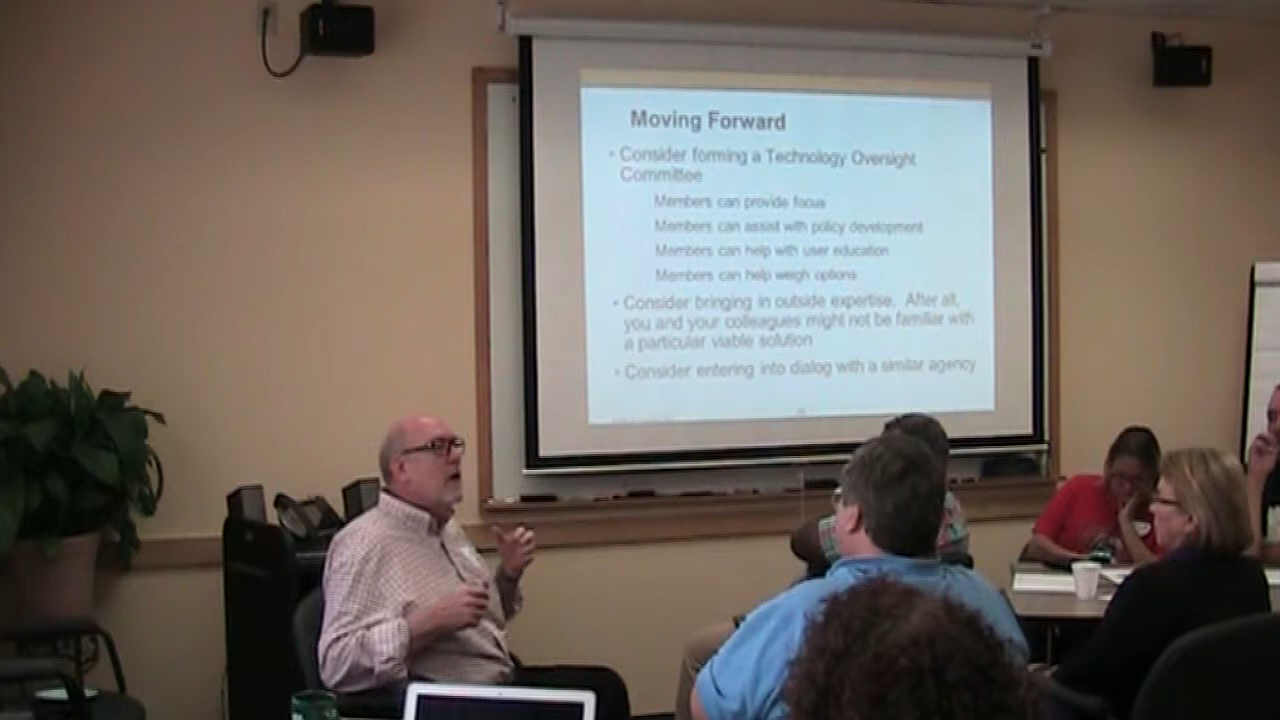 Moving Forward
• Consider forming a Technology Oversight
Committee
Members can provide focus
Members can assist with policy development
Members can help with user education
Members can help weigh options
• Consider bringing in outside expertise. After all,
you and your colleagues might not be familiar with
a particular viable solution
• Consider entering into dialog with a similar agency